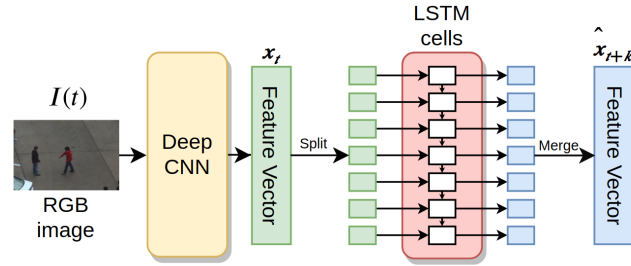 I(t)
RGB
image
Deep
CNN
x_t
Feature Vector
Split
LSTM
cells
Merge
x̂_{t+k}
Feature Vector